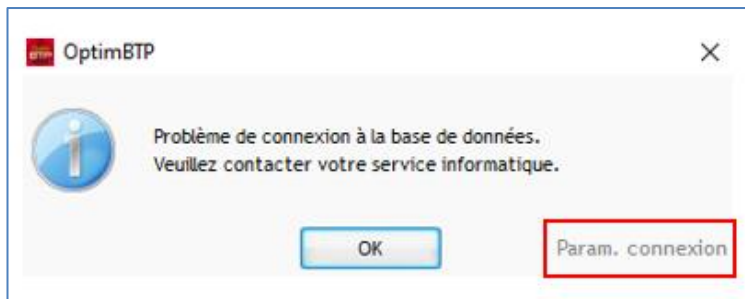 OptimBTP
Problème de connexion à la base de données.
Veuillez contacter votre service informatique.
OK
Param. connexion